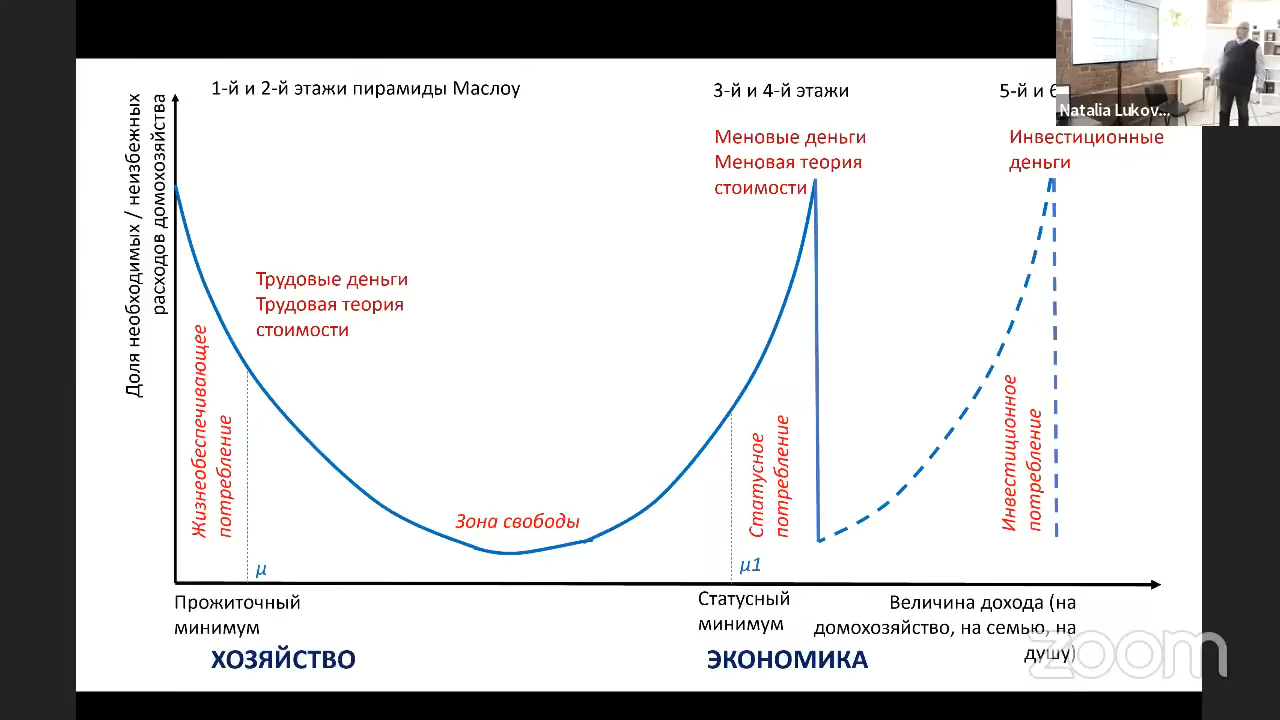 1-й и 2-й этажи пирамиды Маслоу
3-й и 4-й этажи
5-й и 6
Natalia Lukov...
Доля необходимых / неизбежных
расходов домохозяйства
Меновые деньги
Меновая теория
стоимости
Инвестиционные
деньги
Трудовые деньги
Трудовая теория
стоимости
Жизнеобеспечивающее
потребление
Зона свободы
Статусное
потребление
Инвестиционное
потребление
μ
μ1
Прожиточный
минимум
Статусный
минимум
Величина дохода (на
домохозяйство, на семью, на
душу)
ХОЗЯЙСТВО
ЭКОНОМИКА
zoom